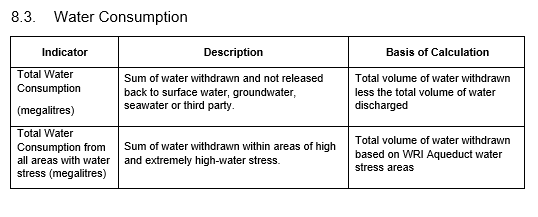 8.3. Water Consumption
Indicator Description Basis of Calculation
Total Water
Consumption
(megalitres)
Sum of water withdrawn and not released
back to surface water, groundwater,
seawater or third party.
Total volume of water withdrawn
less the total volume of water
discharged
Total Water
Consumption from
all areas with water
stress (megalitres)
Sum of water withdrawn within areas of high
and extremely high-water stress.
Total volume of water withdrawn
based on WRI Aqueduct water
stress areas